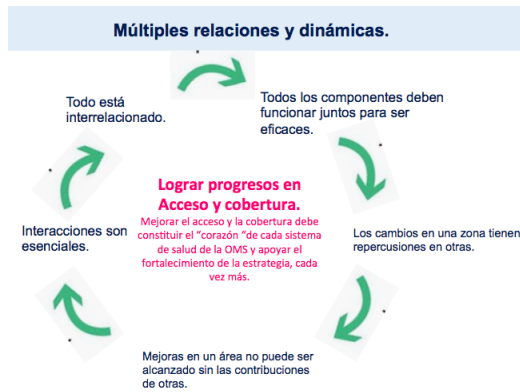 Múltiples relaciones y dinámicas.
Todo está
interrelacionado.
Todos los componentes deben
funcionar juntos para ser
eficaces.
Lograr progresos en
Acceso y cobertura.
Mejorar el acceso y la cobertura debe
constituir el “corazón “de cada sistema
de salud de la OMS y apoyar el
fortalecimiento de la estrategia, cada
vez más.
Interacciones son
esenciales.
Los cambios en una zona tienen
repercusiones en otras.
Mejoras en un área no puede ser
alcanzado sin las contribuciones
de otras.